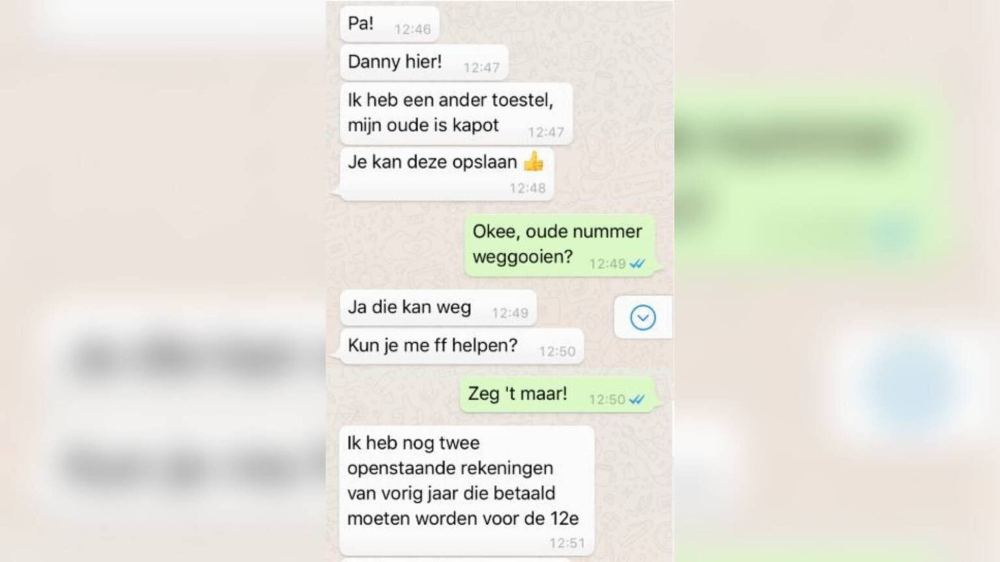 Pa! 12:46
Danny hier! 12:47
Ik heb een ander toestel,
mijn oude is kapot 12:47
Je kan deze opslaan 👍
12:48
Okee, oude nummer
weggooien? 12:49
Ja die kan weg 12:49
Kun je me ff helpen? 12:50
Zeg 't maar! 12:50
Ik heb nog twee
openstaande rekeningen
van vorig jaar die betaald
moeten worden voor de 12e
12:51